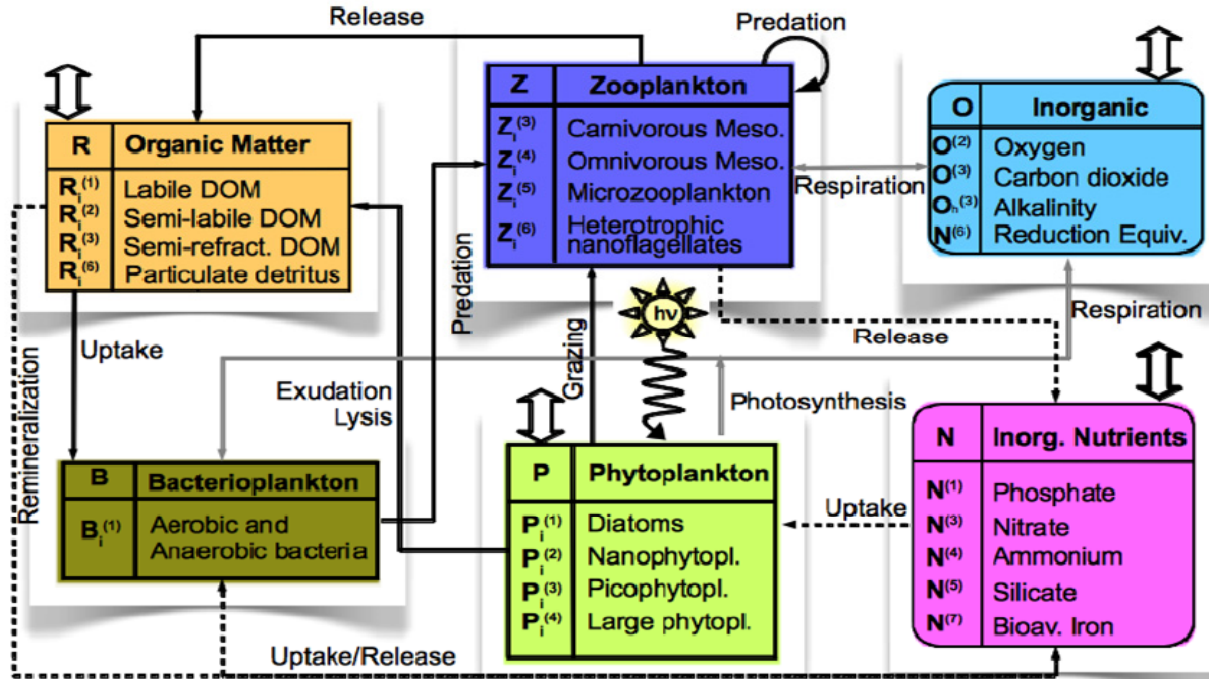 Release
Predation
Z Zooplankton
Z_i^(3) Carnivorous Meso.
Z_i^(4) Omnivorous Meso.
Z_i^(5) Microzooplankton
Z_i^(6) Heterotrophic
nanoflagellates
O Inorganic
O^(2) Oxygen
O^(3) Carbon dioxide
O_h^(3) Alkalinity
N^(6) Reduction Equiv.
R Organic Matter
R_i^(1) Labile DOM
R_i^(2) Semi-labile DOM
R_i^(3) Semi-refract. DOM
R_i^(6) Particulate detritus
Respiration
Predation
hν
Respiration
Release
Uptake
Remineralization
Exudation
Lysis
Grazing
Photosynthesis
B Bacterioplankton
B_i^(1) Aerobic and
Anaerobic bacteria
P Phytoplankton
P_i^(1) Diatoms
P_i^(2) Nanophytopl.
P_i^(3) Picophytopl.
P_i^(4) Large phytopl.
Uptake
N Inorg. Nutrients
N^(1) Phosphate
N^(3) Nitrate
N^(4) Ammonium
N^(5) Silicate
N^(7) Bioav. Iron
Uptake/Release